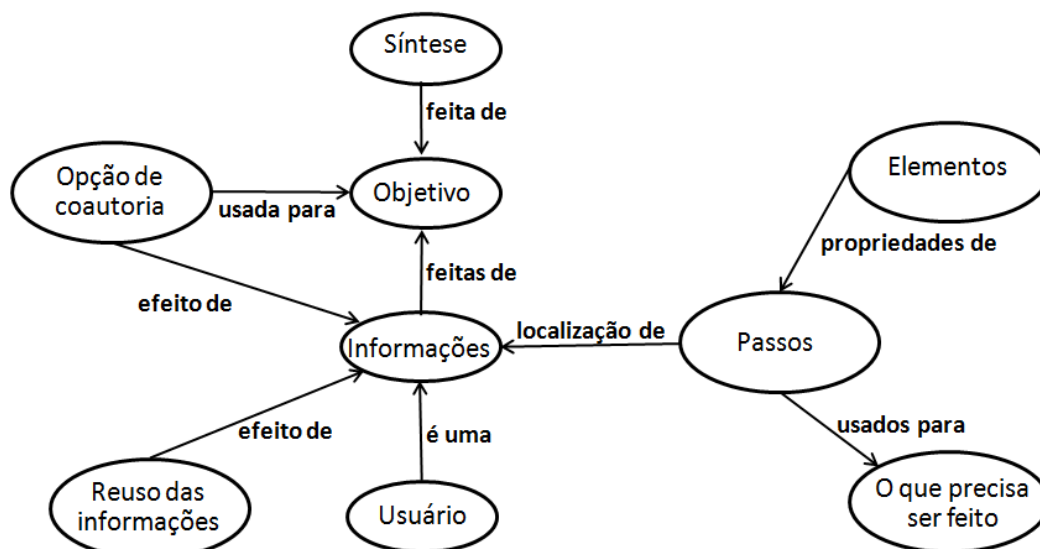 Síntese
feita de
Opção de
coautoria
usada para
Objetivo
Elementos
propriedades de
feitas de
efeito de
localização de
Informações
Passos
efeito de
é uma
usados para
Reuso das
informações
Usuário
O que precisa
ser feito